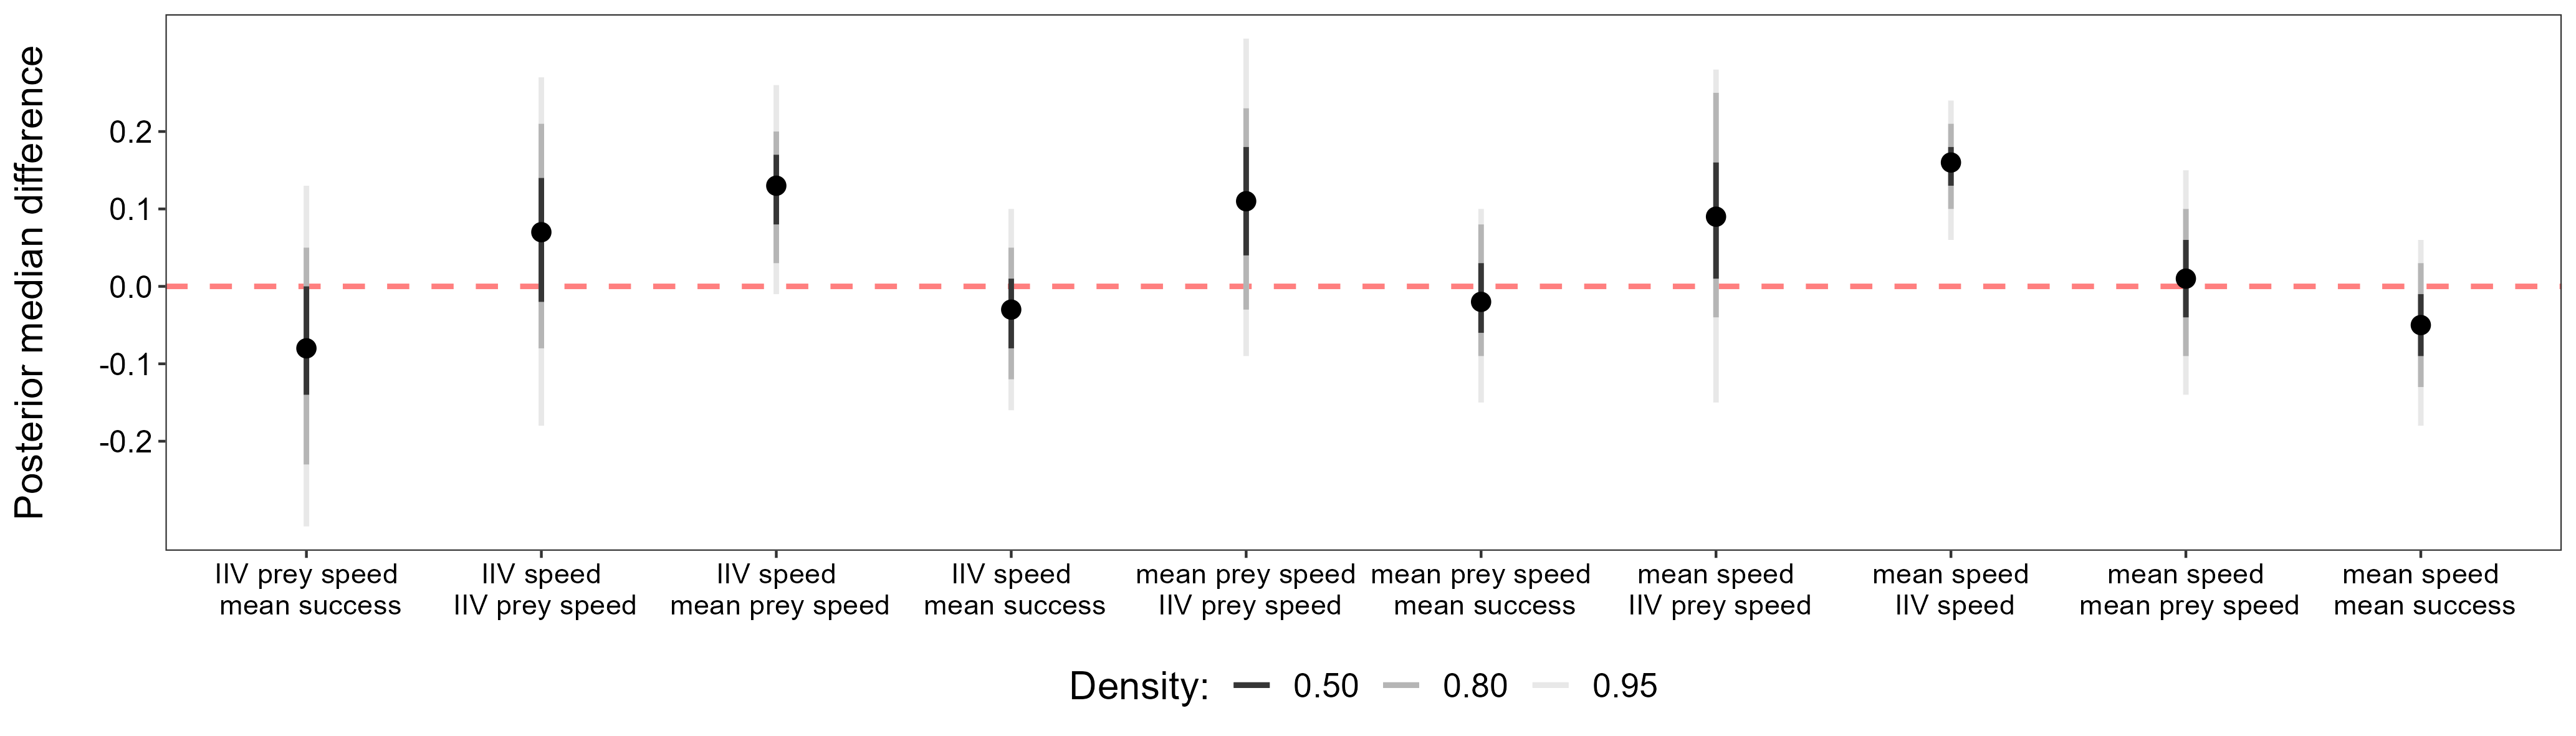 Posterior median difference
0.2
0.1
0.0
-0.1
-0.2
IIV prey speed
mean success
IIV speed
IIV prey speed
IIV speed
mean prey speed
IIV speed
mean success
mean prey speed
IIV prey speed
mean prey speed
mean success
mean speed
IIV prey speed
mean speed
IIV speed
mean speed
mean prey speed
mean speed
mean success
Density: 0.50 0.80 0.95